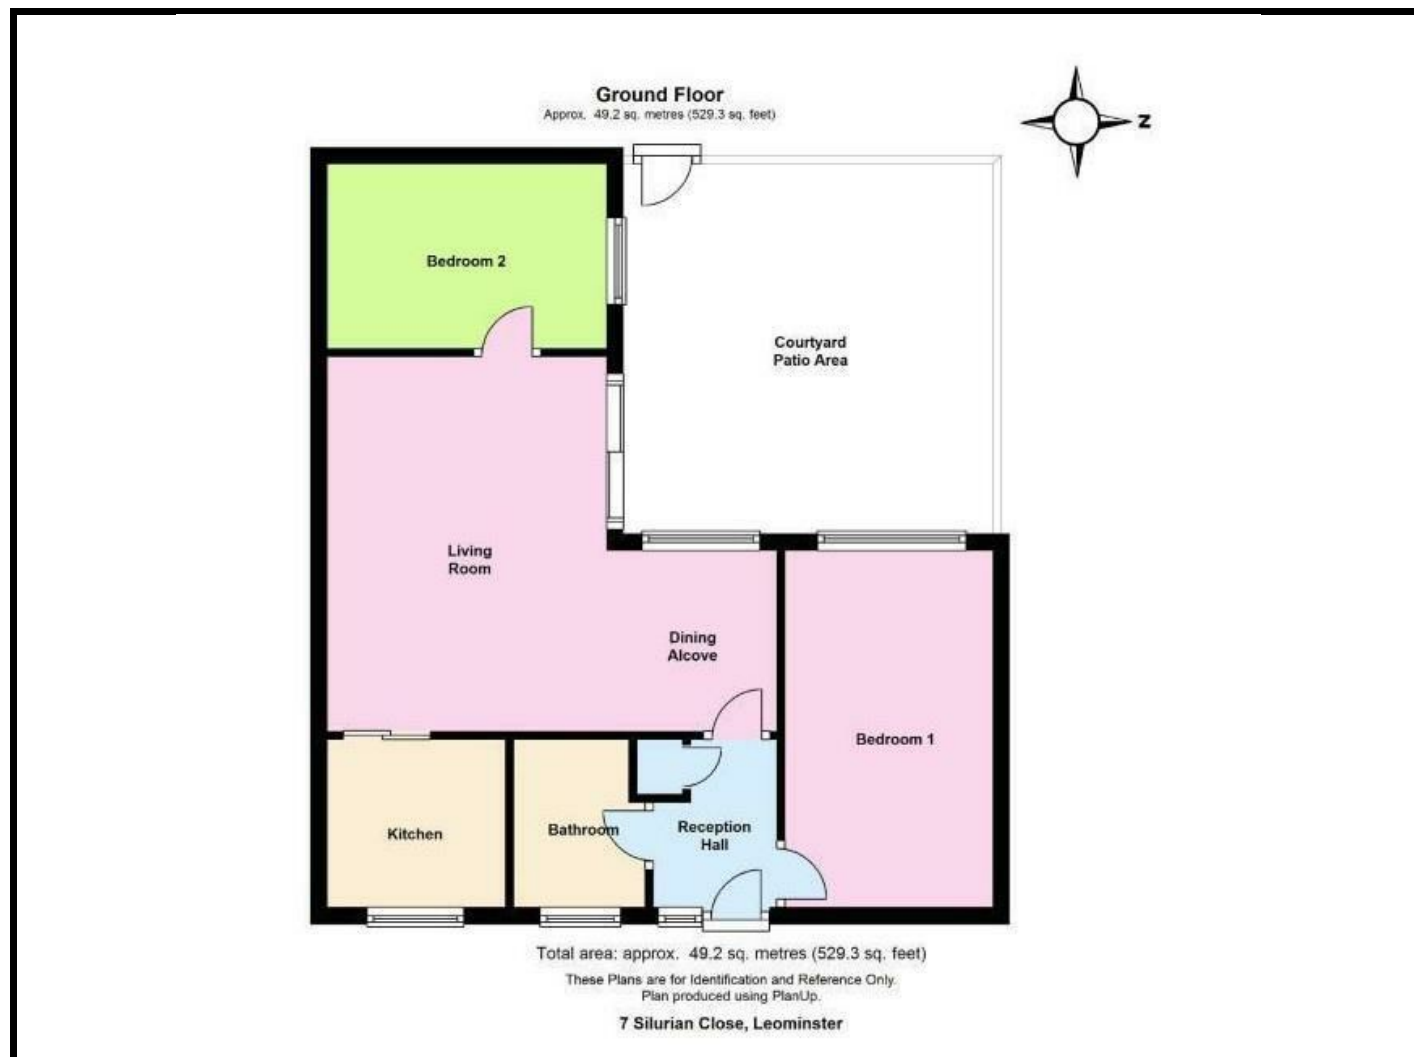 Ground Floor
Approx. 49.2 sq. metres (529.3 sq. feet)
N
Bedroom 2
Courtyard
Patio Area
Living
Room
Dining
Alcove
Bedroom 1
Kitchen
Bathroom
Reception
Hall
Total area: approx. 49.2 sq. metres (529.3 sq. feet)
These Plans are for Identification and Reference Only.
Plan produced using PlanUp.
7 Silurian Close, Leominster